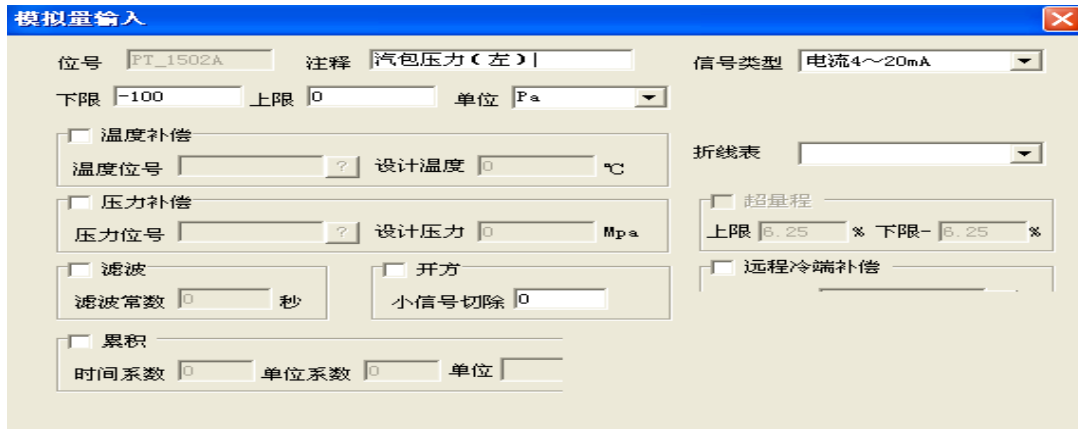 模拟量输入
位号 PT_1502A 注释 汽包压力(左) 信号类型 电流4～20mA
下限 -100 上限 0 单位 Pa
温度补偿
温度位号 ? 设计温度 0 ℃ 折线表
压力补偿 超量程
压力位号 ? 设计压力 0 Mpa 上限 6.25 % 下限- 6.25 %
滤波 开方 远程冷端补偿
滤波常数 0 秒 小信号切除 0
累积
时间系数 0 单位系数 0 单位